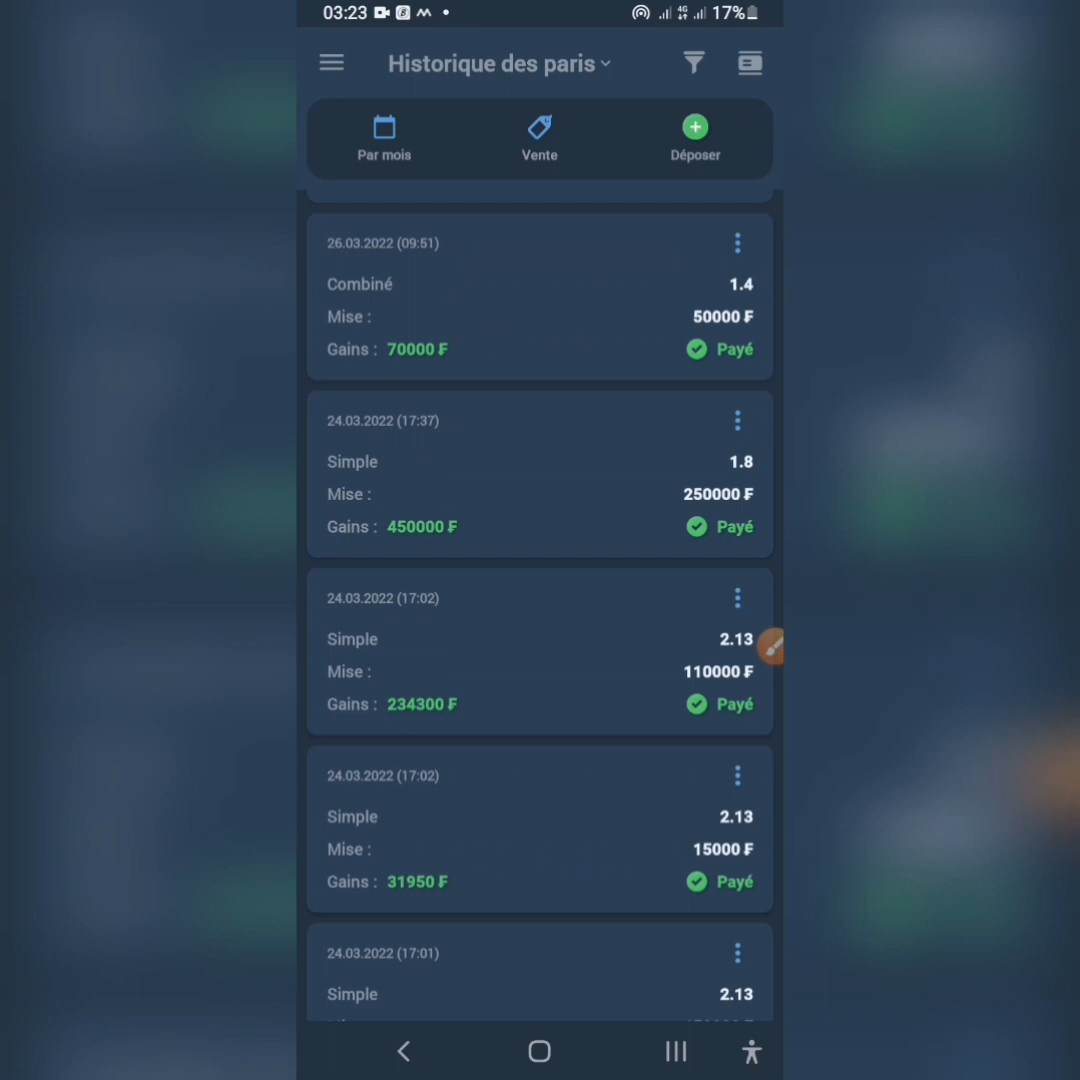 03:23 4G 17%
Historique des paris
Par mois Vente Déposer
26.03.2022 (09:51)
Combiné 1.4
Mise : 50000 ₣
Gains : 70000 ₣ Payé
24.03.2022 (17:37)
Simple 1.8
Mise : 250000 ₣
Gains : 450000 ₣ Payé
24.03.2022 (17:02)
Simple 2.13
Mise : 110000 ₣
Gains : 234300 ₣ Payé
24.03.2022 (17:02)
Simple 2.13
Mise : 15000 ₣
Gains : 31950 ₣ Payé
24.03.2022 (17:01)
Simple 2.13